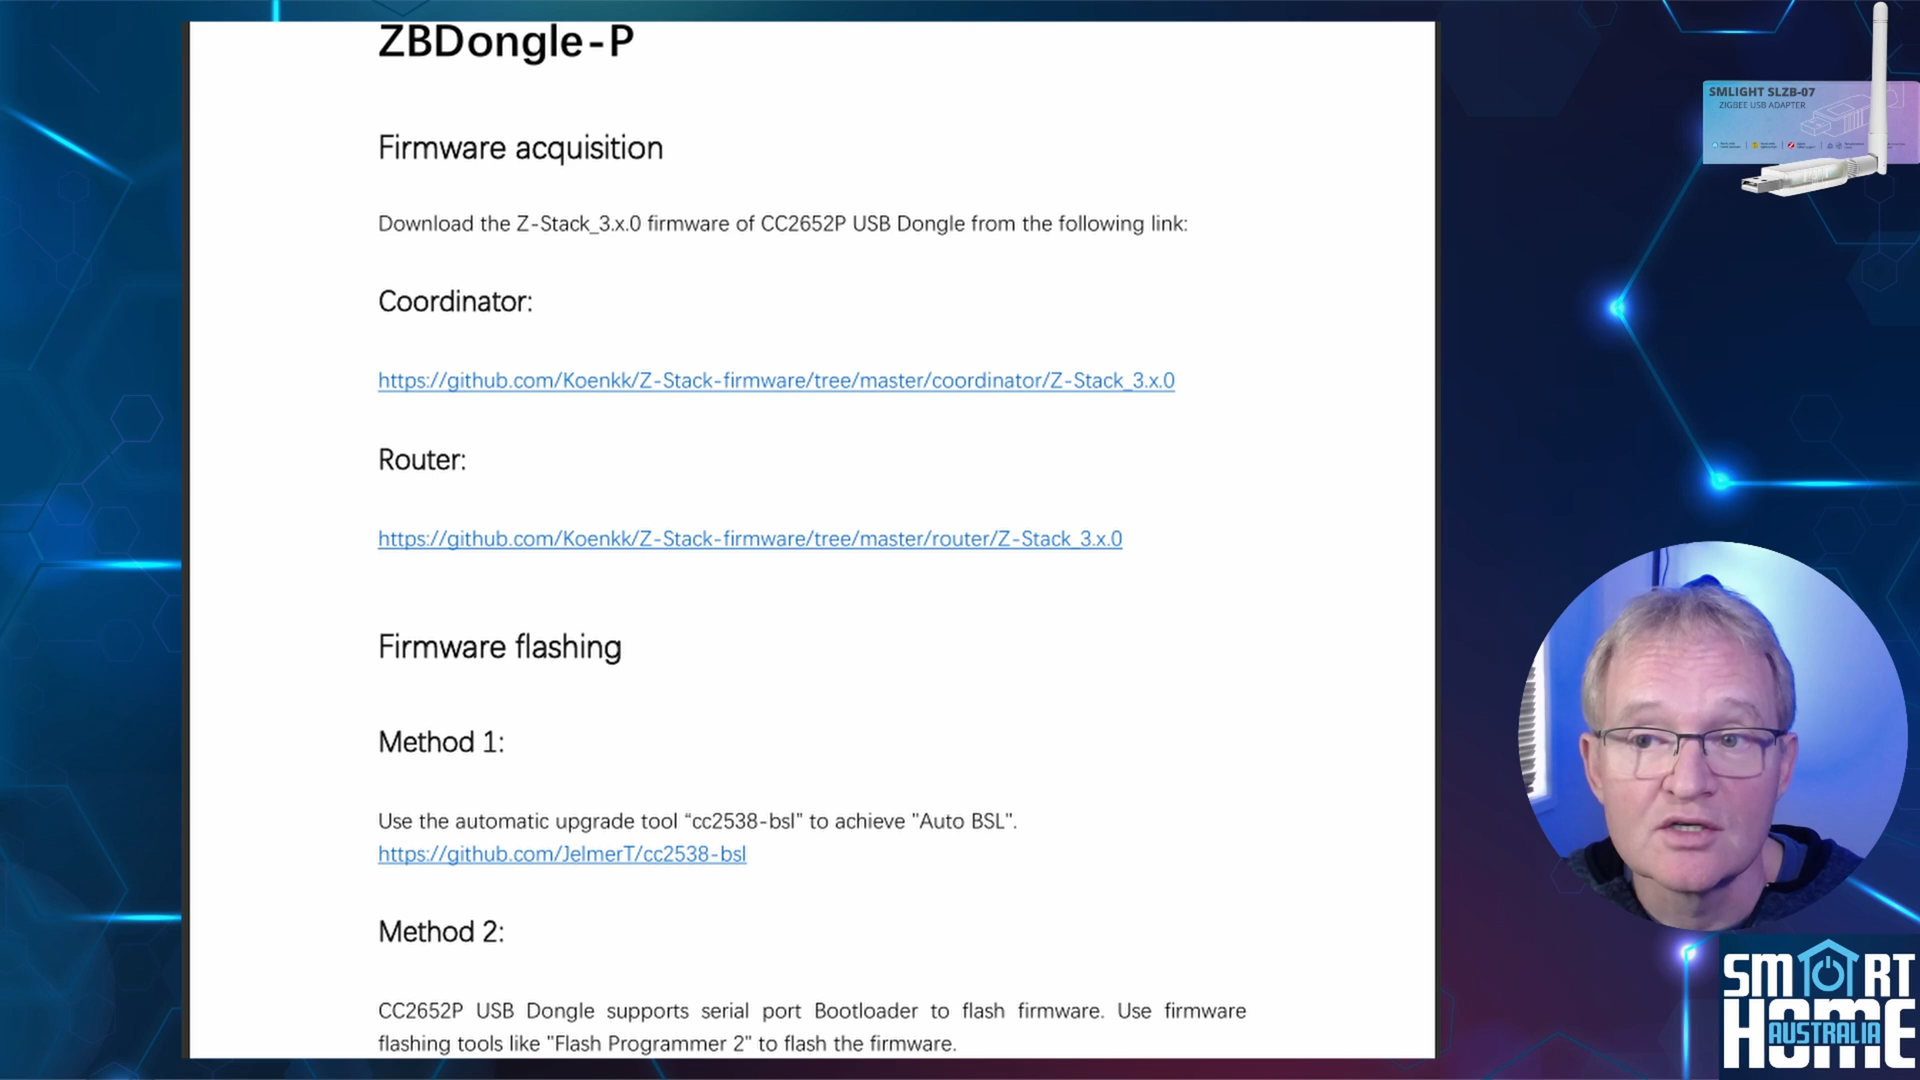 ZBDongle-P
SMLIGHT SLZB-07
ZIGBEE USB ADAPTER
Firmware acquisition
Download the Z-Stack_3.x.0 firmware of CC2652P USB Dongle from the following link:
Coordinator:
https://github.com/Koenkk/Z-Stack-firmware/tree/master/coordinator/Z-Stack_3.x.0
Router:
https://github.com/Koenkk/Z-Stack-firmware/tree/master/router/Z-Stack_3.x.0
Firmware flashing
Method 1:
Use the automatic upgrade tool “cc2538-bsl" to achieve "Auto BSL".
https://github.com/JelmerT/cc2538-bsl
Method 2:
CC2652P USB Dongle supports serial port Bootloader to flash firmware. Use firmware
flashing tools like "Flash Programmer 2" to flash the firmware.
SMART
HOME
AUSTRALIA